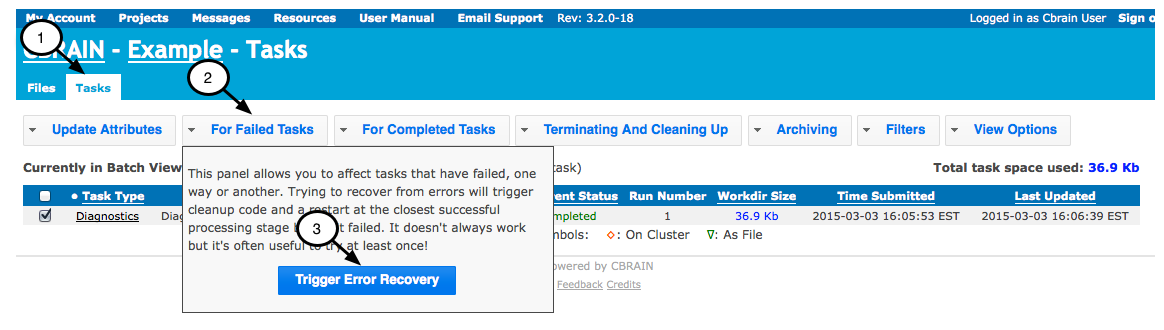 My Account Projects Messages Resources User Manual Email Support Rev: 3.2.0-18 Logged in as Cbrain User Sign
1
CBRAIN - Example - Tasks
2
Files Tasks
Update Attributes For Failed Tasks For Completed Tasks Terminating And Cleaning Up Archiving Filters View Options
Currently in Batch View task) Total task space used: 36.9 Kb
This panel allows you to affect tasks that have failed, one
way or another. Trying to recover from errors will trigger
cleanup code and a restart at the closest successful
processing stage failed. It doesn't always work
but it's often useful to try at least once!
3
Trigger Error Recovery
Task Type Status Run Number Workdir Size Time Submitted Last Updated
Diagnostics 1 36.9 Kb 2015-03-03 16:05:53 EST 2015-03-03 16:06:39 EST
: On Cluster : As File
owered by CBRAIN
Feedback Credits